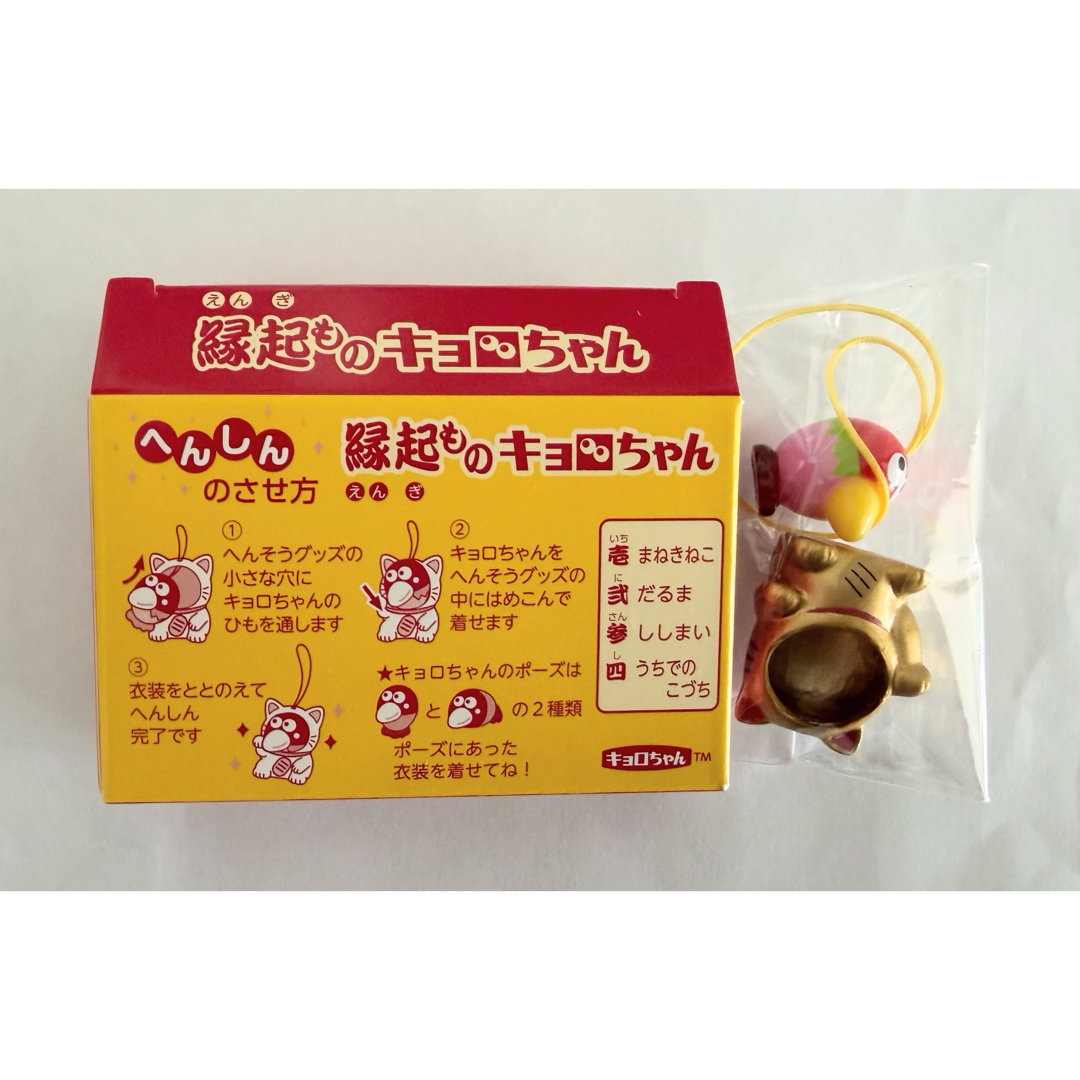 えんぎ
縁起ものキョロちゃん
へんしん
のさせ方
縁起ものキョロちゃん
えんぎ
①
へんそうグッズの
小さな穴に
キョロちゃんの
ひもを通します
②
キョロちゃんを
へんそうグッズの
中にはめこんで
着せます
③
衣装をととのえて
へんしん
完了です
★キョロちゃんのポーズは
と の2種類
ポーズにあった
衣装を着せてね!
いち
壱 まねきねこ
に
弐 だるま
さん
参 ししまい
し
四 うちでの
こづち
キョロちゃん™